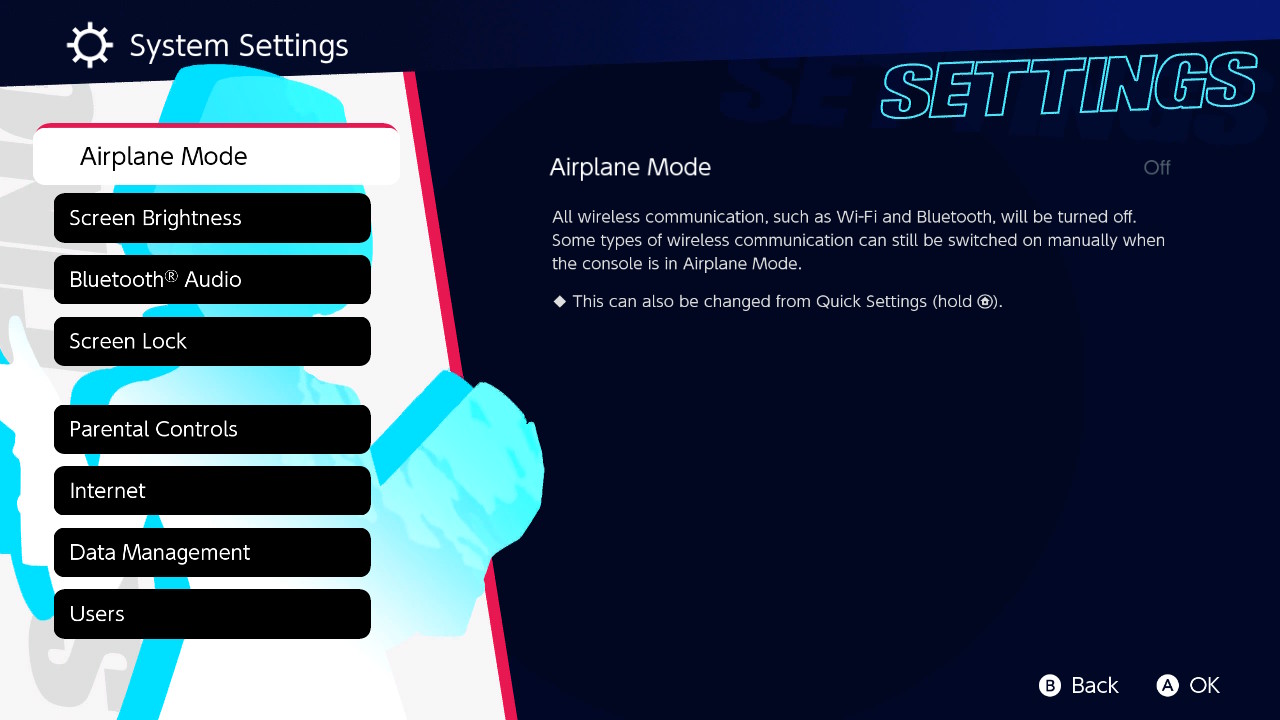 System Settings
SETTINGS
Airplane Mode
Screen Brightness
Bluetooth® Audio
Screen Lock
Parental Controls
Internet
Data Management
Users
Airplane Mode
Off
All wireless communication, such as Wi-Fi and Bluetooth, will be turned off.
Some types of wireless communication can still be switched on manually when
the console is in Airplane Mode.
◆ This can also be changed from Quick Settings (hold ).
B Back
A OK